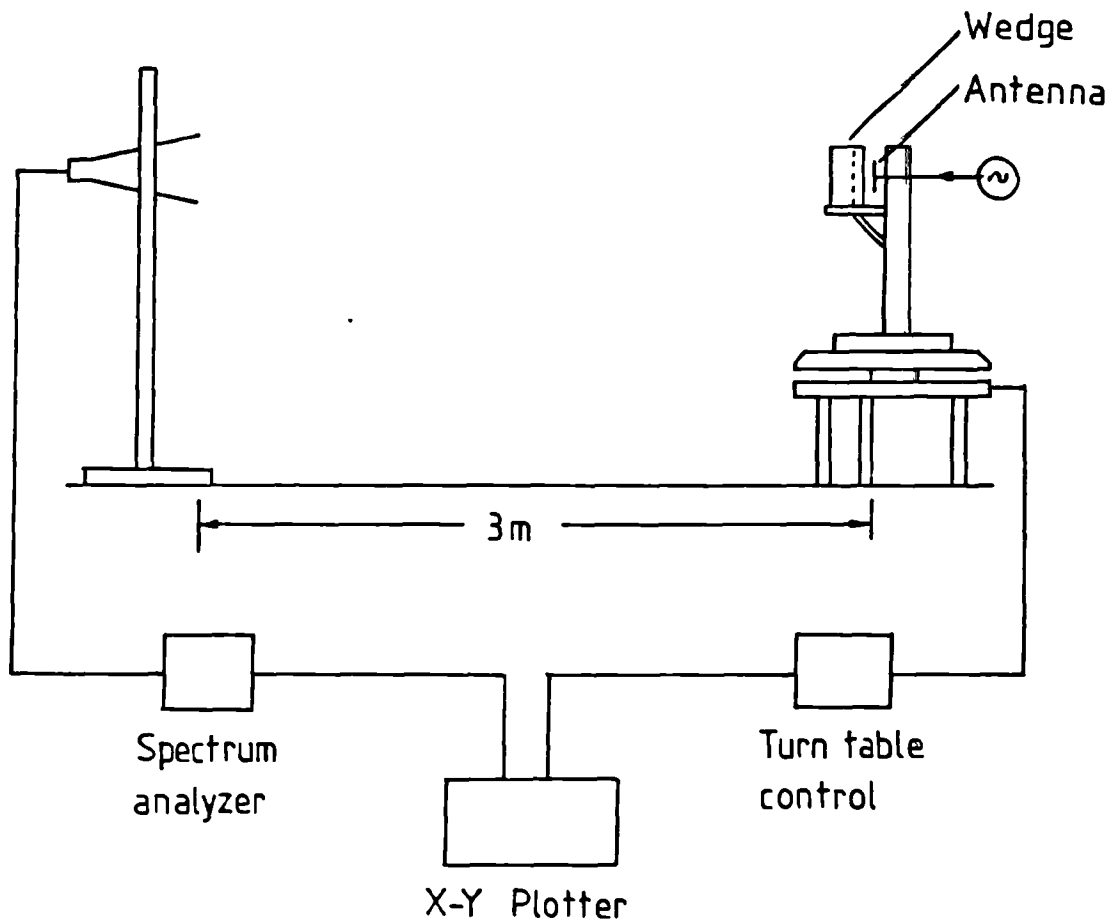 Wedge
Antenna
~
3m
Spectrum
analyzer
Turn table
control
X-Y Plotter